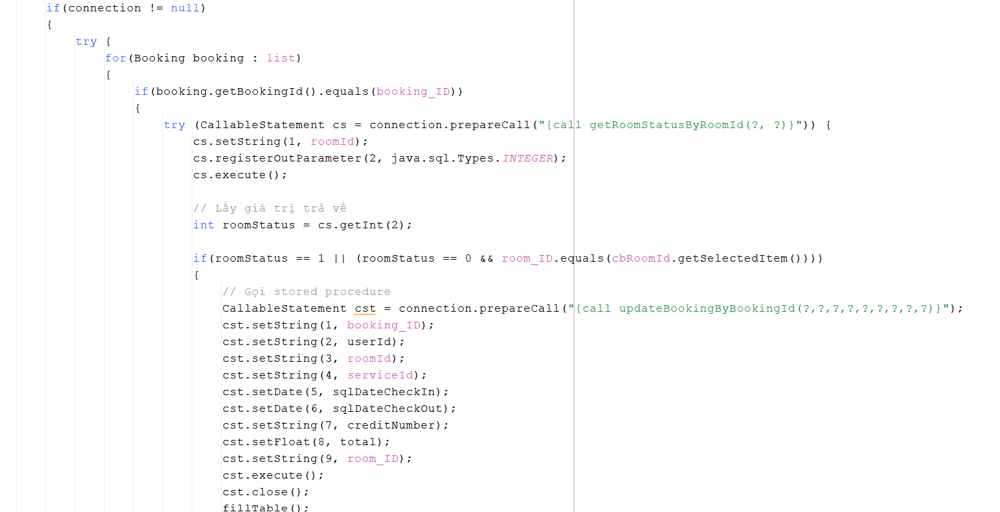 if(connection != null)
{
try {
for(Booking booking : list)
{
if(booking.getBookingId().equals(booking_ID))
{
try (CallableStatement cs = connection.prepareCall("{call getRoomStatusByRoomId(?, ?)}")) {
cs.setString(1, roomId);
cs.registerOutParameter(2, java.sql.Types.INTEGER);
cs.execute();
// Lấy giá trị trả về
int roomStatus = cs.getInt(2);
if(roomStatus == 1 || (roomStatus == 0 && room_ID.equals(cbRoomId.getSelectedItem())))
{
// Gọi stored procedure
CallableStatement cst = connection.prepareCall("{call updateBookingByBookingId(?,?,?,?,?,?,?,?,?)}");
cst.setString(1, booking_ID);
cst.setString(2, userId);
cst.setString(3, roomId);
cst.setString(4, serviceId);
cst.setDate(5, sqlDateCheckIn);
cst.setDate(6, sqlDateCheckOut);
cst.setString(7, creditNumber);
cst.setFloat(8, total);
cst.setString(9, room_ID);
cst.execute();
cst.close();
fillTable();